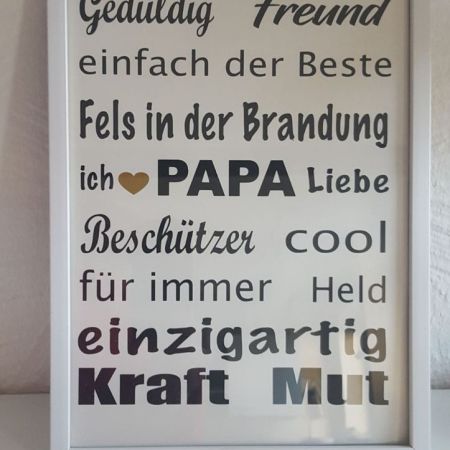 Geduldig Freund
einfach der Beste
Fels in der Brandung
ich PAPA Liebe
Beschützer cool
für immer Held
einzigartig
Kraft Mut